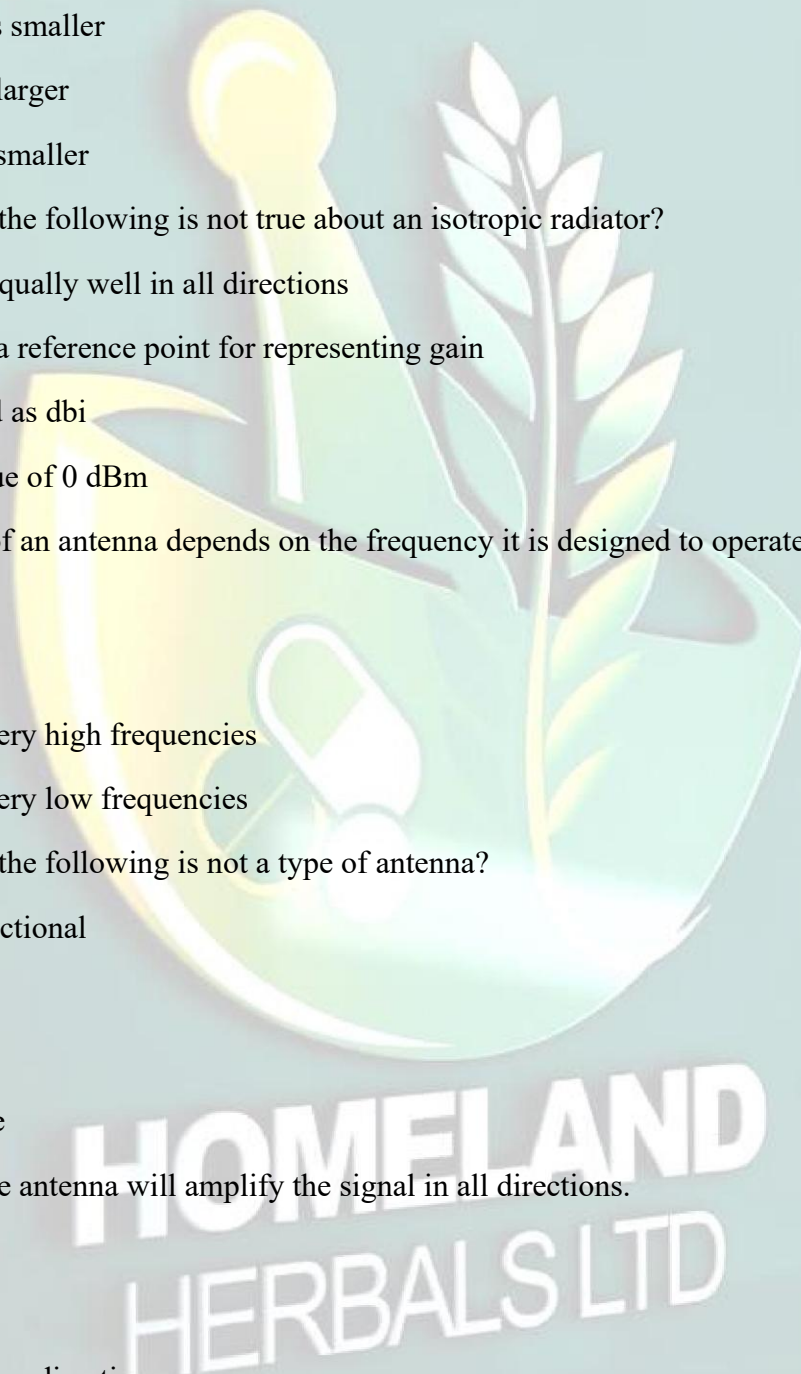 smaller
larger
smaller
the following is not true about an isotropic radiator?
qually well in all directions
a reference point for representing gain
as dbi
ue of 0 dBm
of an antenna depends on the frequency it is designed to operate
ery high frequencies
ery low frequencies
the following is not a type of antenna?
ctional
e antenna will amplify the signal in all directions.
HOMELAND
HERBALS LTD